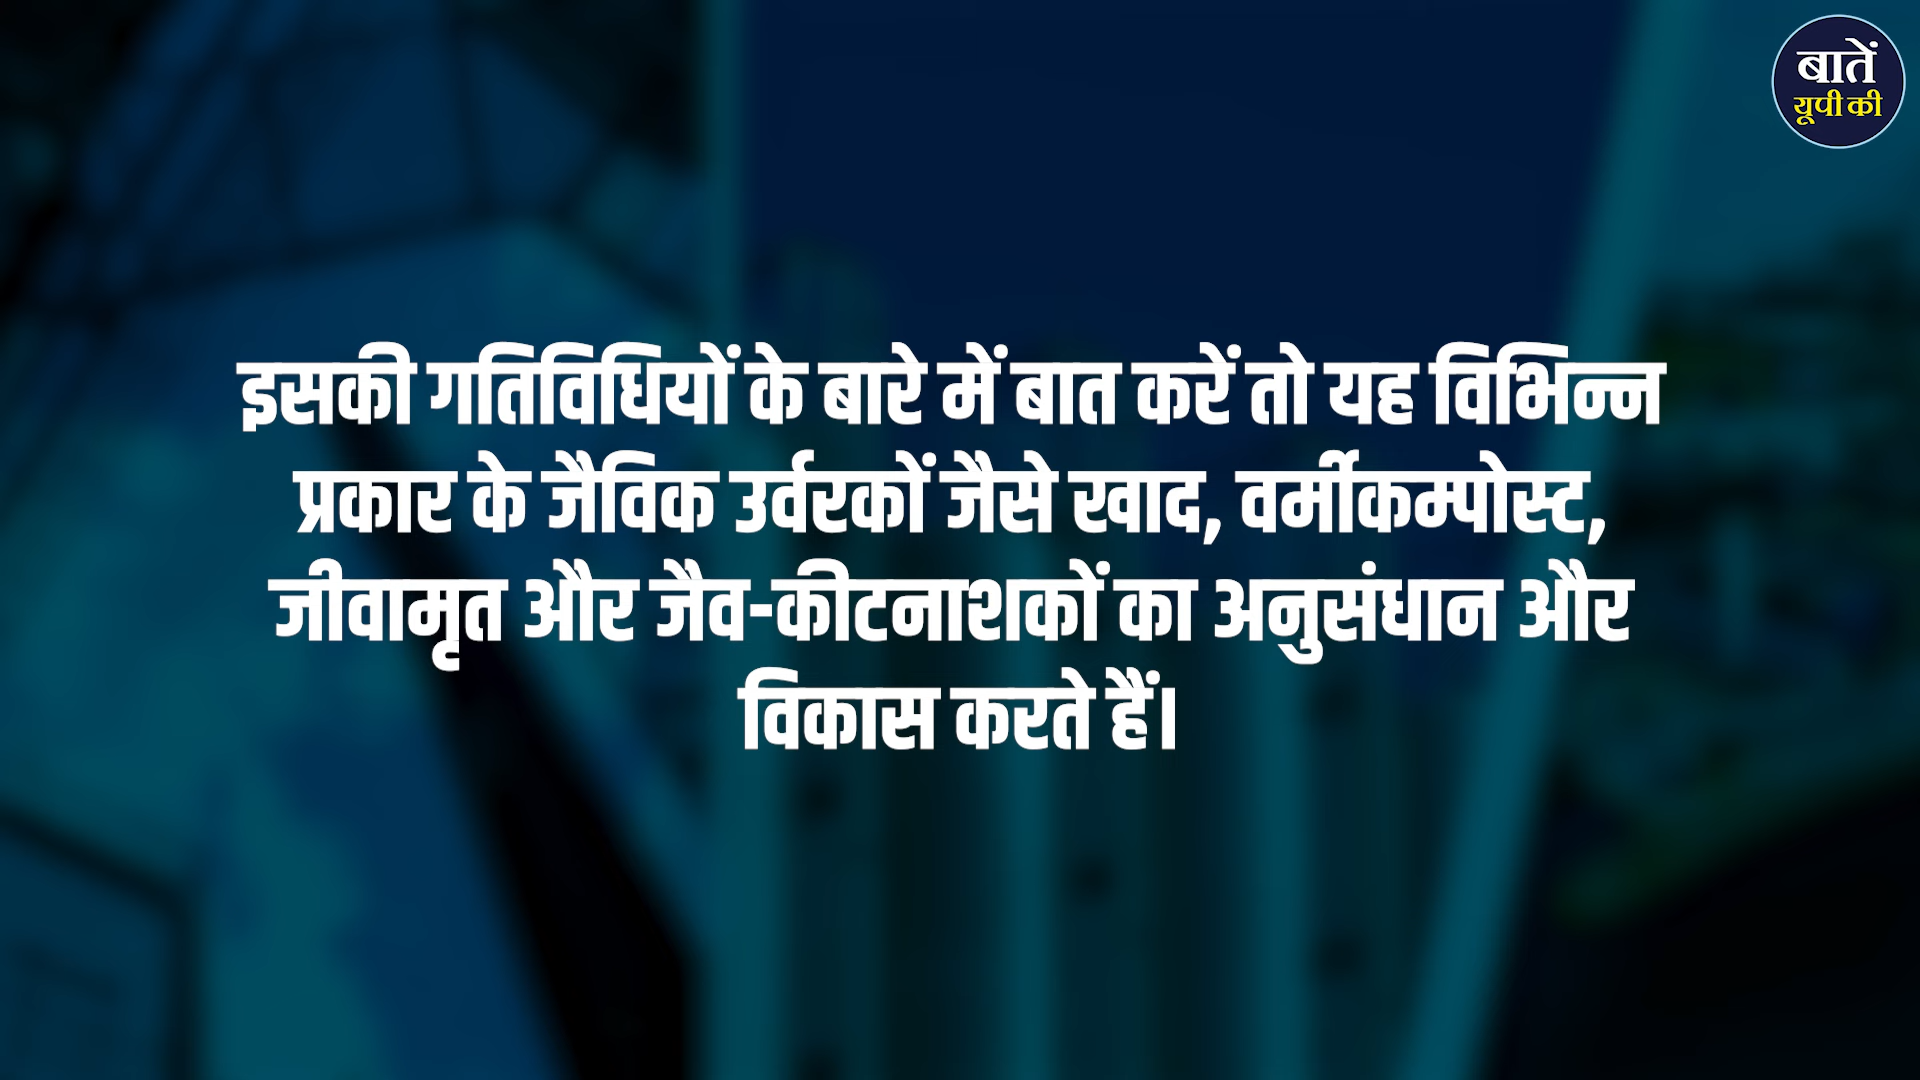 बातें
यूपी की
इसकी गतिविधियों के बारे में बात करें तो यह विभिन्न
प्रकार के जैविक उर्वरकों जैसे खाद, वर्मीकम्पोस्ट,
जीवामृत और जैव-कीटनाशकों का अनुसंधान और
विकास करते हैं।